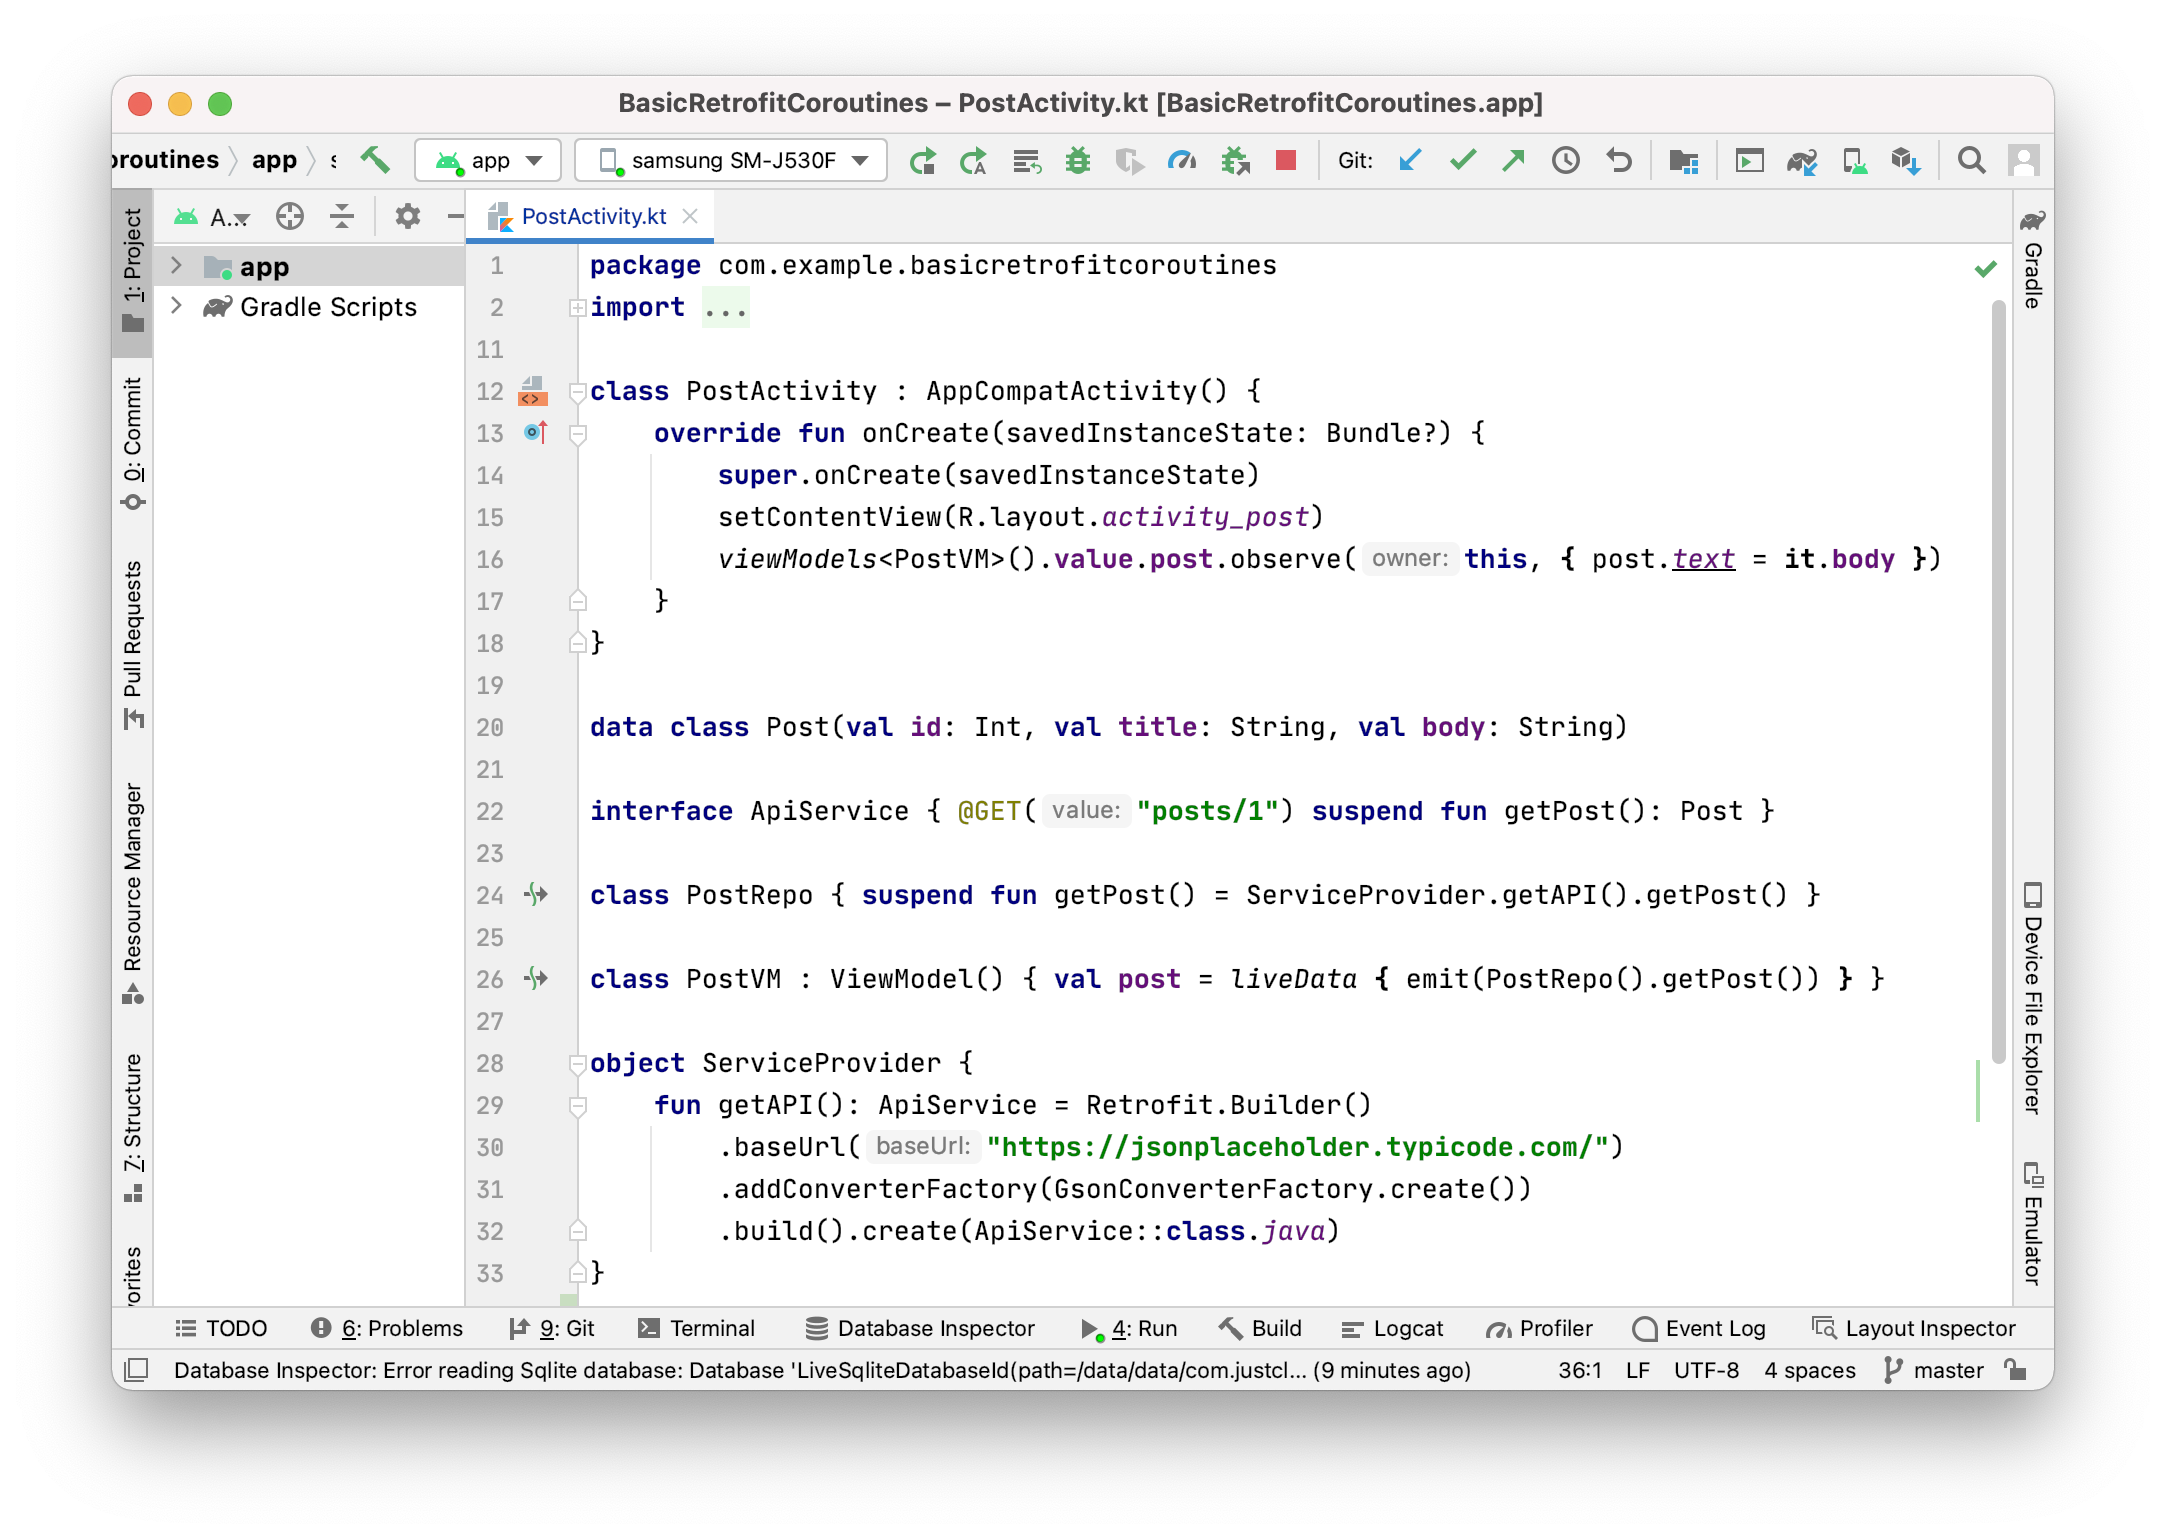 BasicRetrofitCoroutines – PostActivity.kt [BasicRetrofitCoroutines.app]
oroutines app s app samsung SM-J530F Git:
A... PostActivity.kt
app
Gradle Scripts
1: Project
0: Commit
Pull Requests
Resource Manager
7: Structure
vorites
1 package com.example.basicretrofitcoroutines
2 import ...
11
12 class PostActivity : AppCompatActivity() {
13 override fun onCreate(savedInstanceState: Bundle?) {
14 super.onCreate(savedInstanceState)
15 setContentView(R.layout.activity_post)
16 viewModels<PostVM>().value.post.observe( owner: this, { post.text = it.body })
17 }
18 }
19
20 data class Post(val id: Int, val title: String, val body: String)
21
22 interface ApiService { @GET( value: "posts/1") suspend fun getPost(): Post }
23
24 class PostRepo { suspend fun getPost() = ServiceProvider.getAPI().getPost() }
25
26 class PostVM : ViewModel() { val post = liveData { emit(PostRepo().getPost()) } }
27
28 object ServiceProvider {
29 fun getAPI(): ApiService = Retrofit.Builder()
30 .baseUrl( baseUrl: "https://jsonplaceholder.typicode.com/")
31 .addConverterFactory(GsonConverterFactory.create())
32 .build().create(ApiService::class.java)
33 }
Gradle
Device File Explorer
Emulator
TODO 6: Problems 9: Git Terminal Database Inspector 4: Run Build Logcat Profiler Event Log Layout Inspector
Database Inspector: Error reading Sqlite database: Database 'LiveSqliteDatabaseId(path=/data/data/com.justcl... (9 minutes ago) 36:1 LF UTF-8 4 spaces master